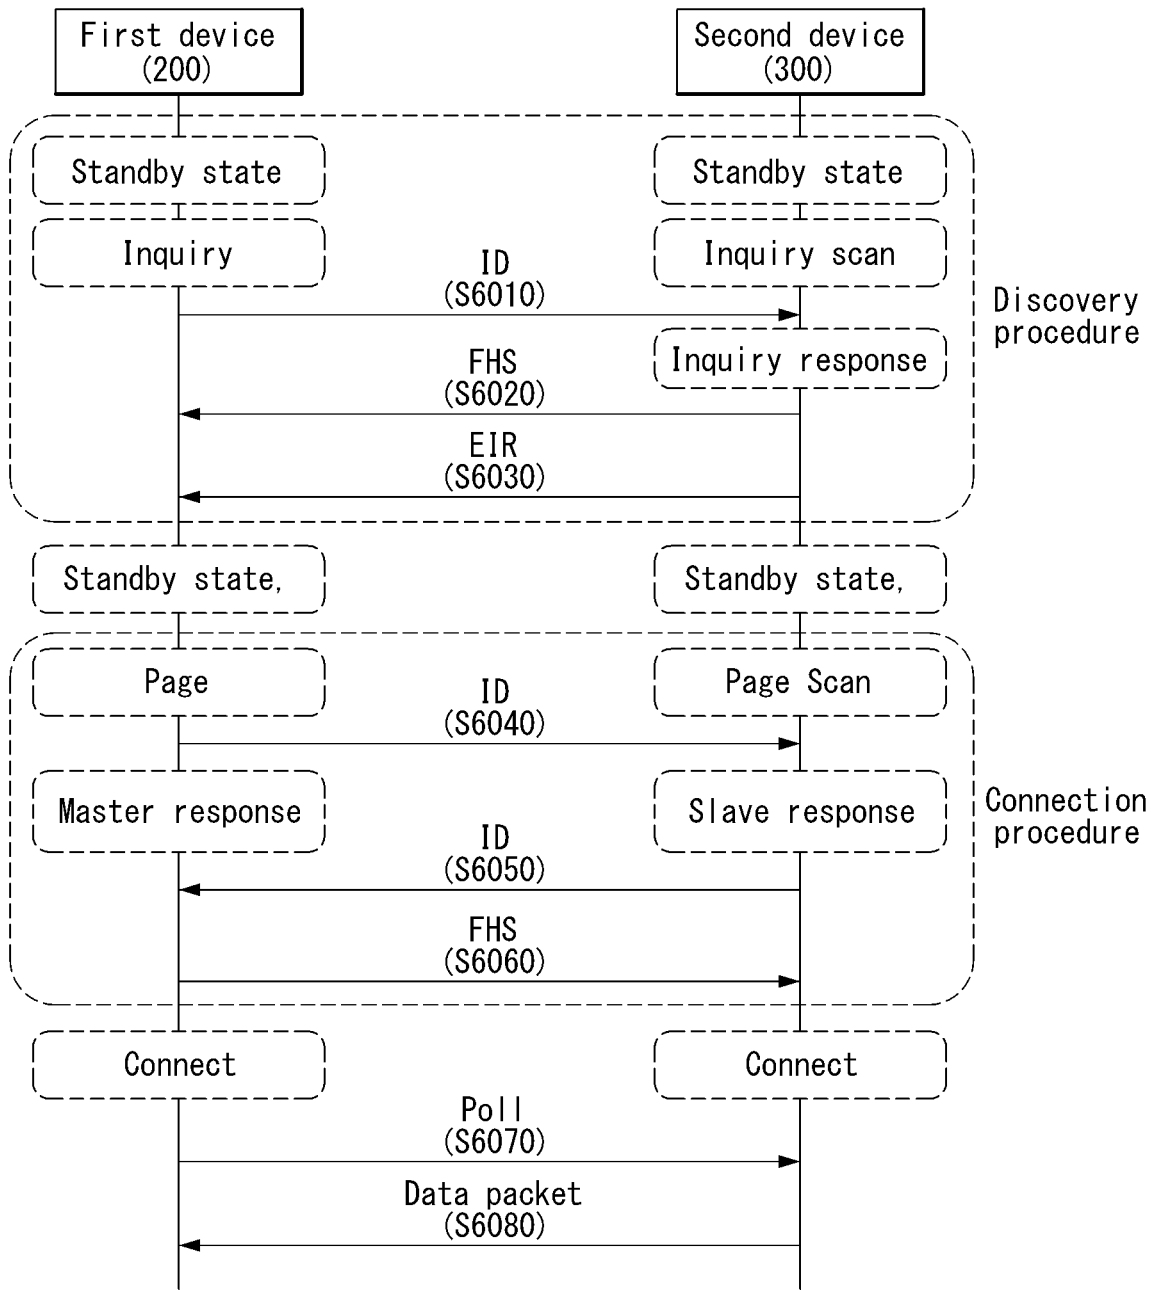 First device
(200)
Second device
(300)
Standby state
Standby state
Inquiry
Inquiry scan
ID
(S6010)
Discovery
procedure
Inquiry response
FHS
(S6020)
EIR
(S6030)
Standby state,
Standby state,
Page
Page Scan
ID
(S6040)
Master response
Slave response
Connection
procedure
ID
(S6050)
FHS
(S6060)
Connect
Connect
Poll
(S6070)
Data packet
(S6080)